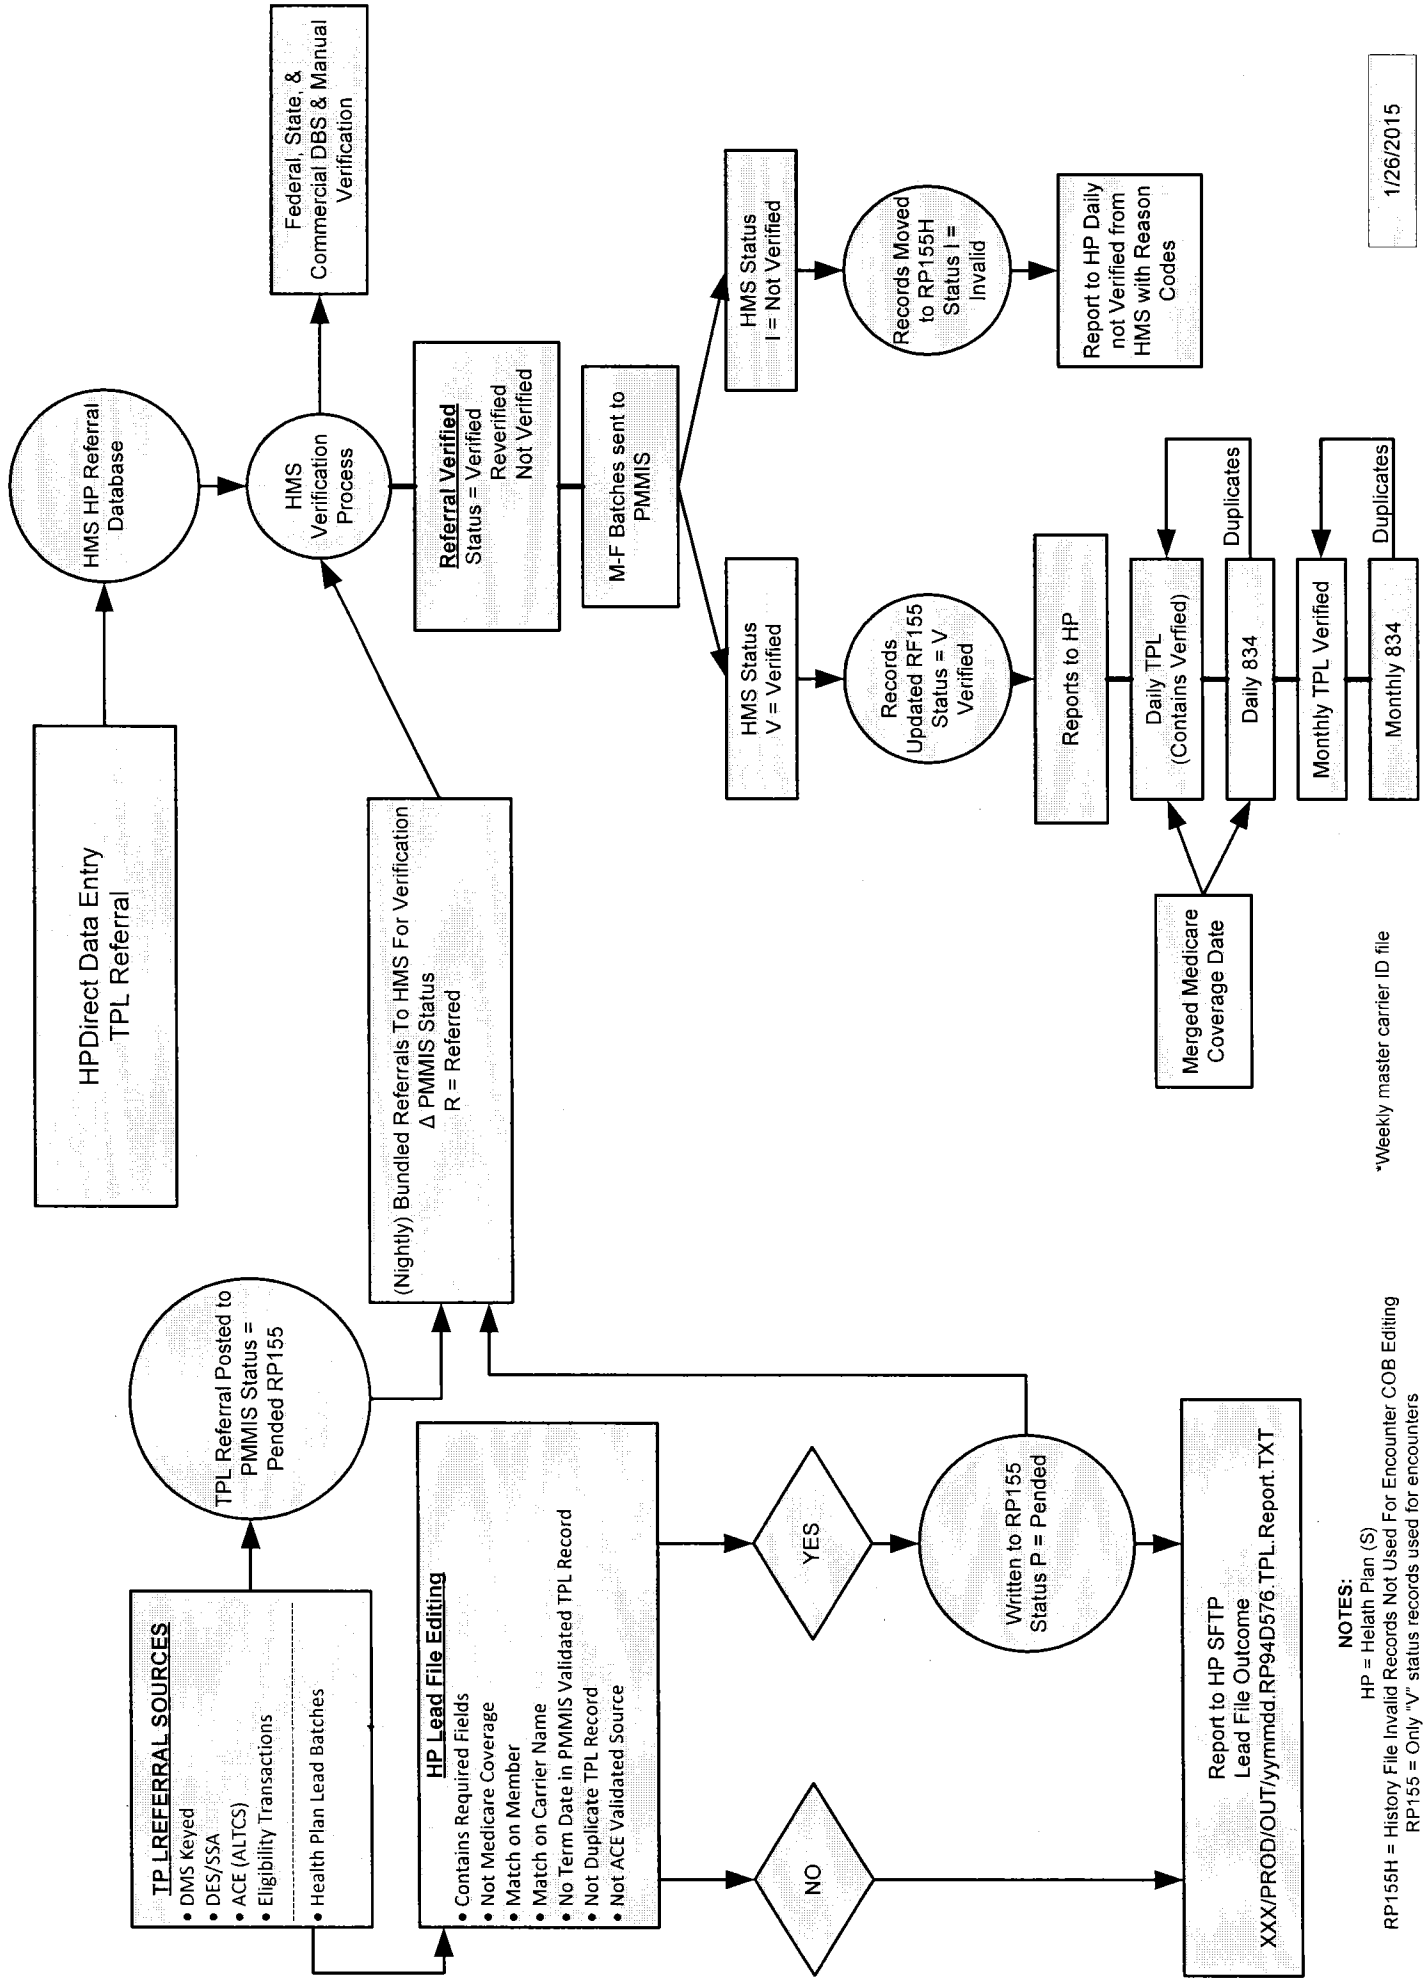 TP LREFERRAL SOURCES
• DMS Keyed
• DES/SSA
• ACE (ALTCS)
• Eligibility Transactions
• Health Plan Lead Batches
TPL Referral Posted to
PMMIS Status =
Pended RP155
HP Lead File Editing
• Contains Required Fields
• Not Medicare Coverage
• Match on Member
• Match on Carrier Name
• No Term Date in PMMIS Validated TPL Record
• Not Duplicate TPL Record
• Not ACE Validated Source
NO
YES
Written to RP155
Status P = Pended
Report to HP SFTP
Lead File Outcome
XXX/PROD/OUT/yymmdd.RP94D576.TPL.Report.TXT
NOTES:
HP = Helath Plan (S)
RP155H = History File Invalid Records Not Used For Encounter COB Editing
RP155 = Only "V" status records used for encounters
HPDirect Data Entry
TPL Referral
(Nightly) Bundled Referrals To HMS For Verification
Δ PMMIS Status
R = Referred
HMS HP Referral
Database
HMS
Verification
Process
Federal, State, &
Commercial DBS & Manual
Verification
Referral Verified
Status = Verified
Reverified
Not Verified
M-F Batches sent to
PMMIS
HMS Status
V = Verified
HMS Status
I = Not Verified
Records
Updated RF155
Status = V
Verified
Records Moved
to RP155H
Status I =
Invalid
Reports to HP
Report to HP Daily
not Verified from
HMS with Reason
Codes
Merged Medicare
Coverage Date
Daily TPL
(Contains Verfied)
Duplicates
Daily 834
Monthly TPL Verified
Duplicates
Monthly 834
*Weekly master carrier ID file
1/26/2015